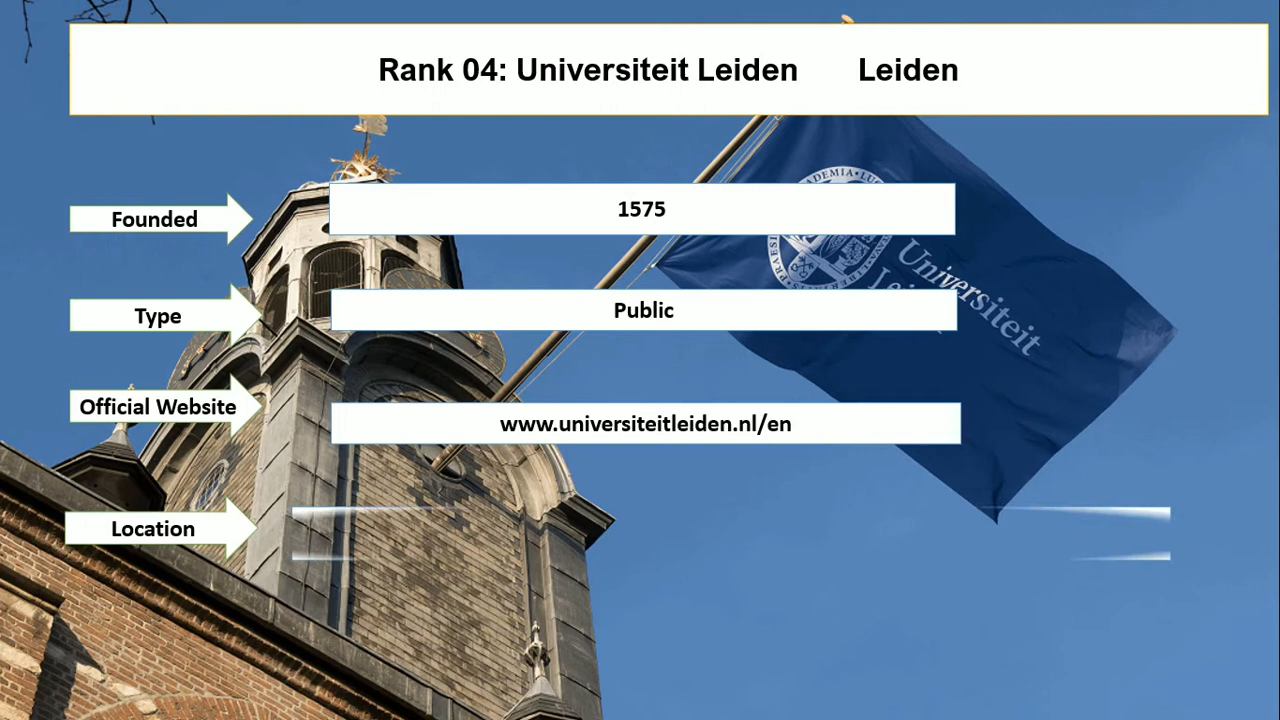 Rank 04: Universiteit Leiden Leiden
Founded
1575
Type
Public
Official Website
www.universiteitleiden.nl/en
Location
Universiteit